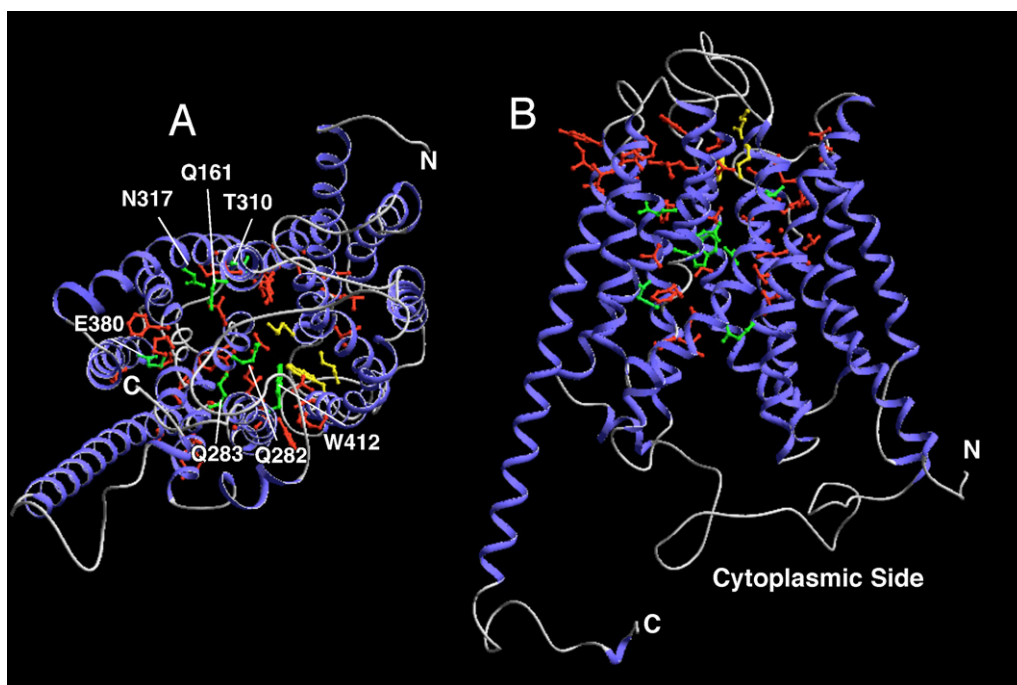 A
B
N
Q161
N317
T310
E380
C
Q283
Q282
W412
N
Cytoplasmic Side
C